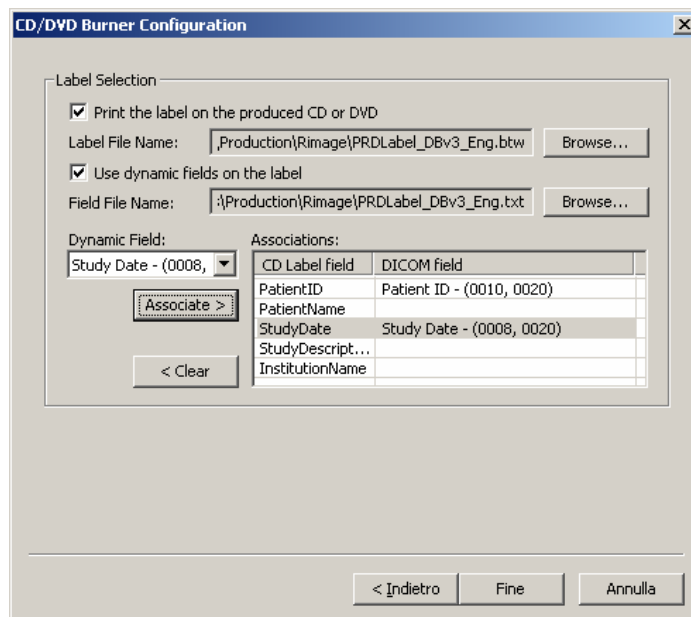 CD/DVD Burner Configuration
Label Selection
Print the label on the produced CD or DVD
Label File Name: ,Production\Rimage\PRDLabel_DBv3_Eng.btw Browse...
Use dynamic fields on the label
Field File Name: :\Production\Rimage\PRDLabel_DBv3_Eng.txt Browse...
Dynamic Field: Associations:
Study Date - (0008, CD Label field DICOM field
Associate > PatientID Patient ID - (0010, 0020)
PatientName
StudyDate Study Date - (0008, 0020)
StudyDescript...
< Clear InstitutionName
< Indietro Fine Annulla